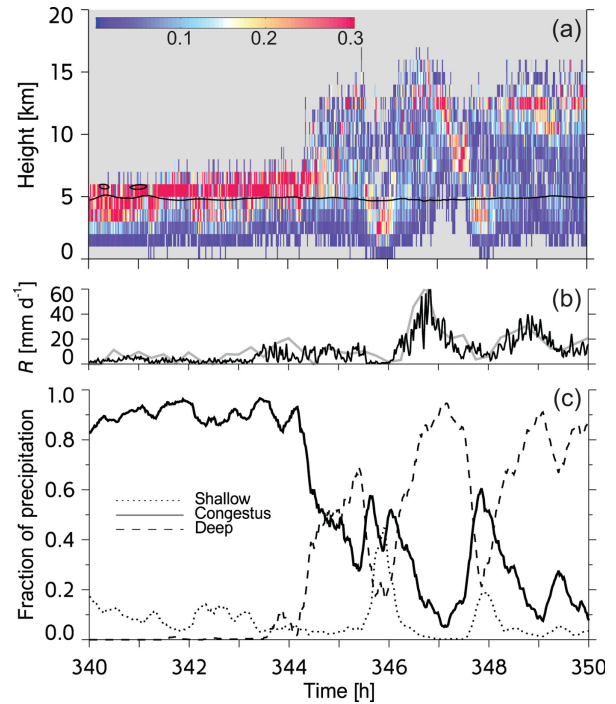 0.1 0.2 0.3
(a)
Height [km]
20
15
10
5
0
(b)
R [mm d⁻¹]
60
40
20
0
(c)
Fraction of precipitation
1.0
0.8
0.6
0.4
0.2
0.0
Shallow
Congestus
Deep
340 342 344 346 348 350
Time [h]